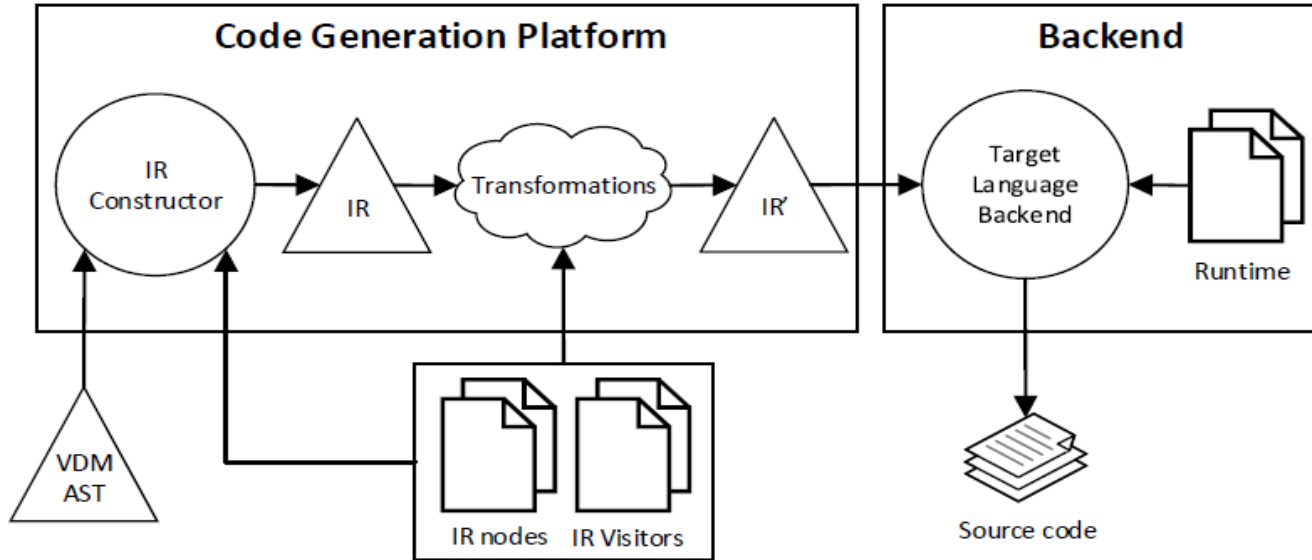 Code Generation Platform
Backend
IR
Constructor
IR
Transformations
IR’
Target
Language
Backend
Runtime
VDM
AST
IR nodes
IR Visitors
Source code